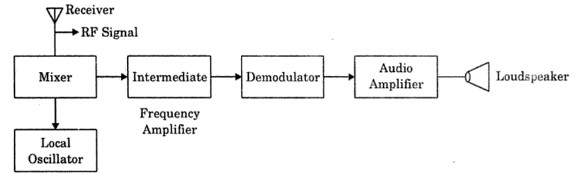 Receiver
RF Signal
Mixer
Intermediate
Demodulator
Audio
Amplifier
Loudspeaker
Frequency
Amplifier
Local
Oscillator